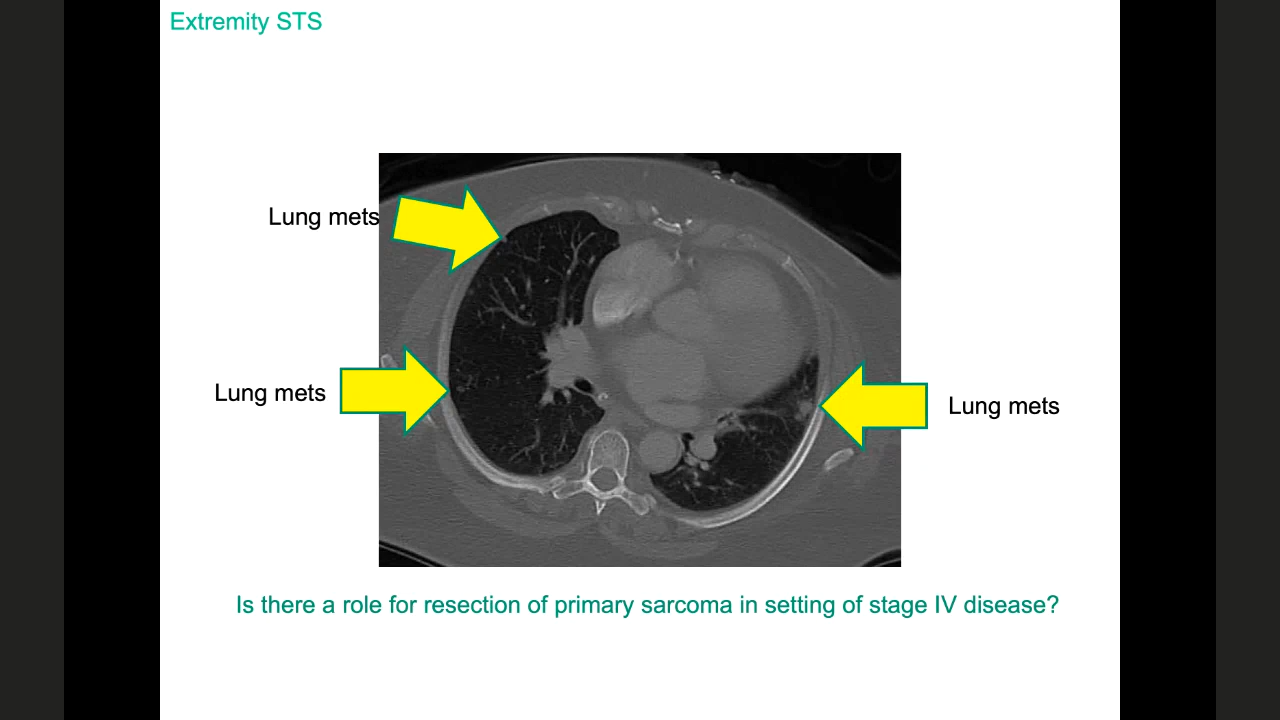 Extremity STS
Lung mets
Lung mets
Lung mets
Is there a role for resection of primary sarcoma in setting of stage IV disease?